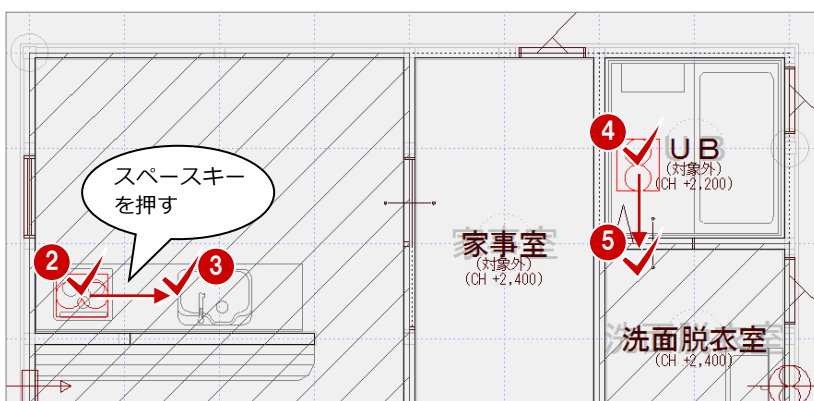 スペースキー
を押す
2
3
4
5
UB
(対象外)
(CH +2,200)
家事室
(対象外)
(CH +2,400)
洗面脱衣室
(CH +2,400)